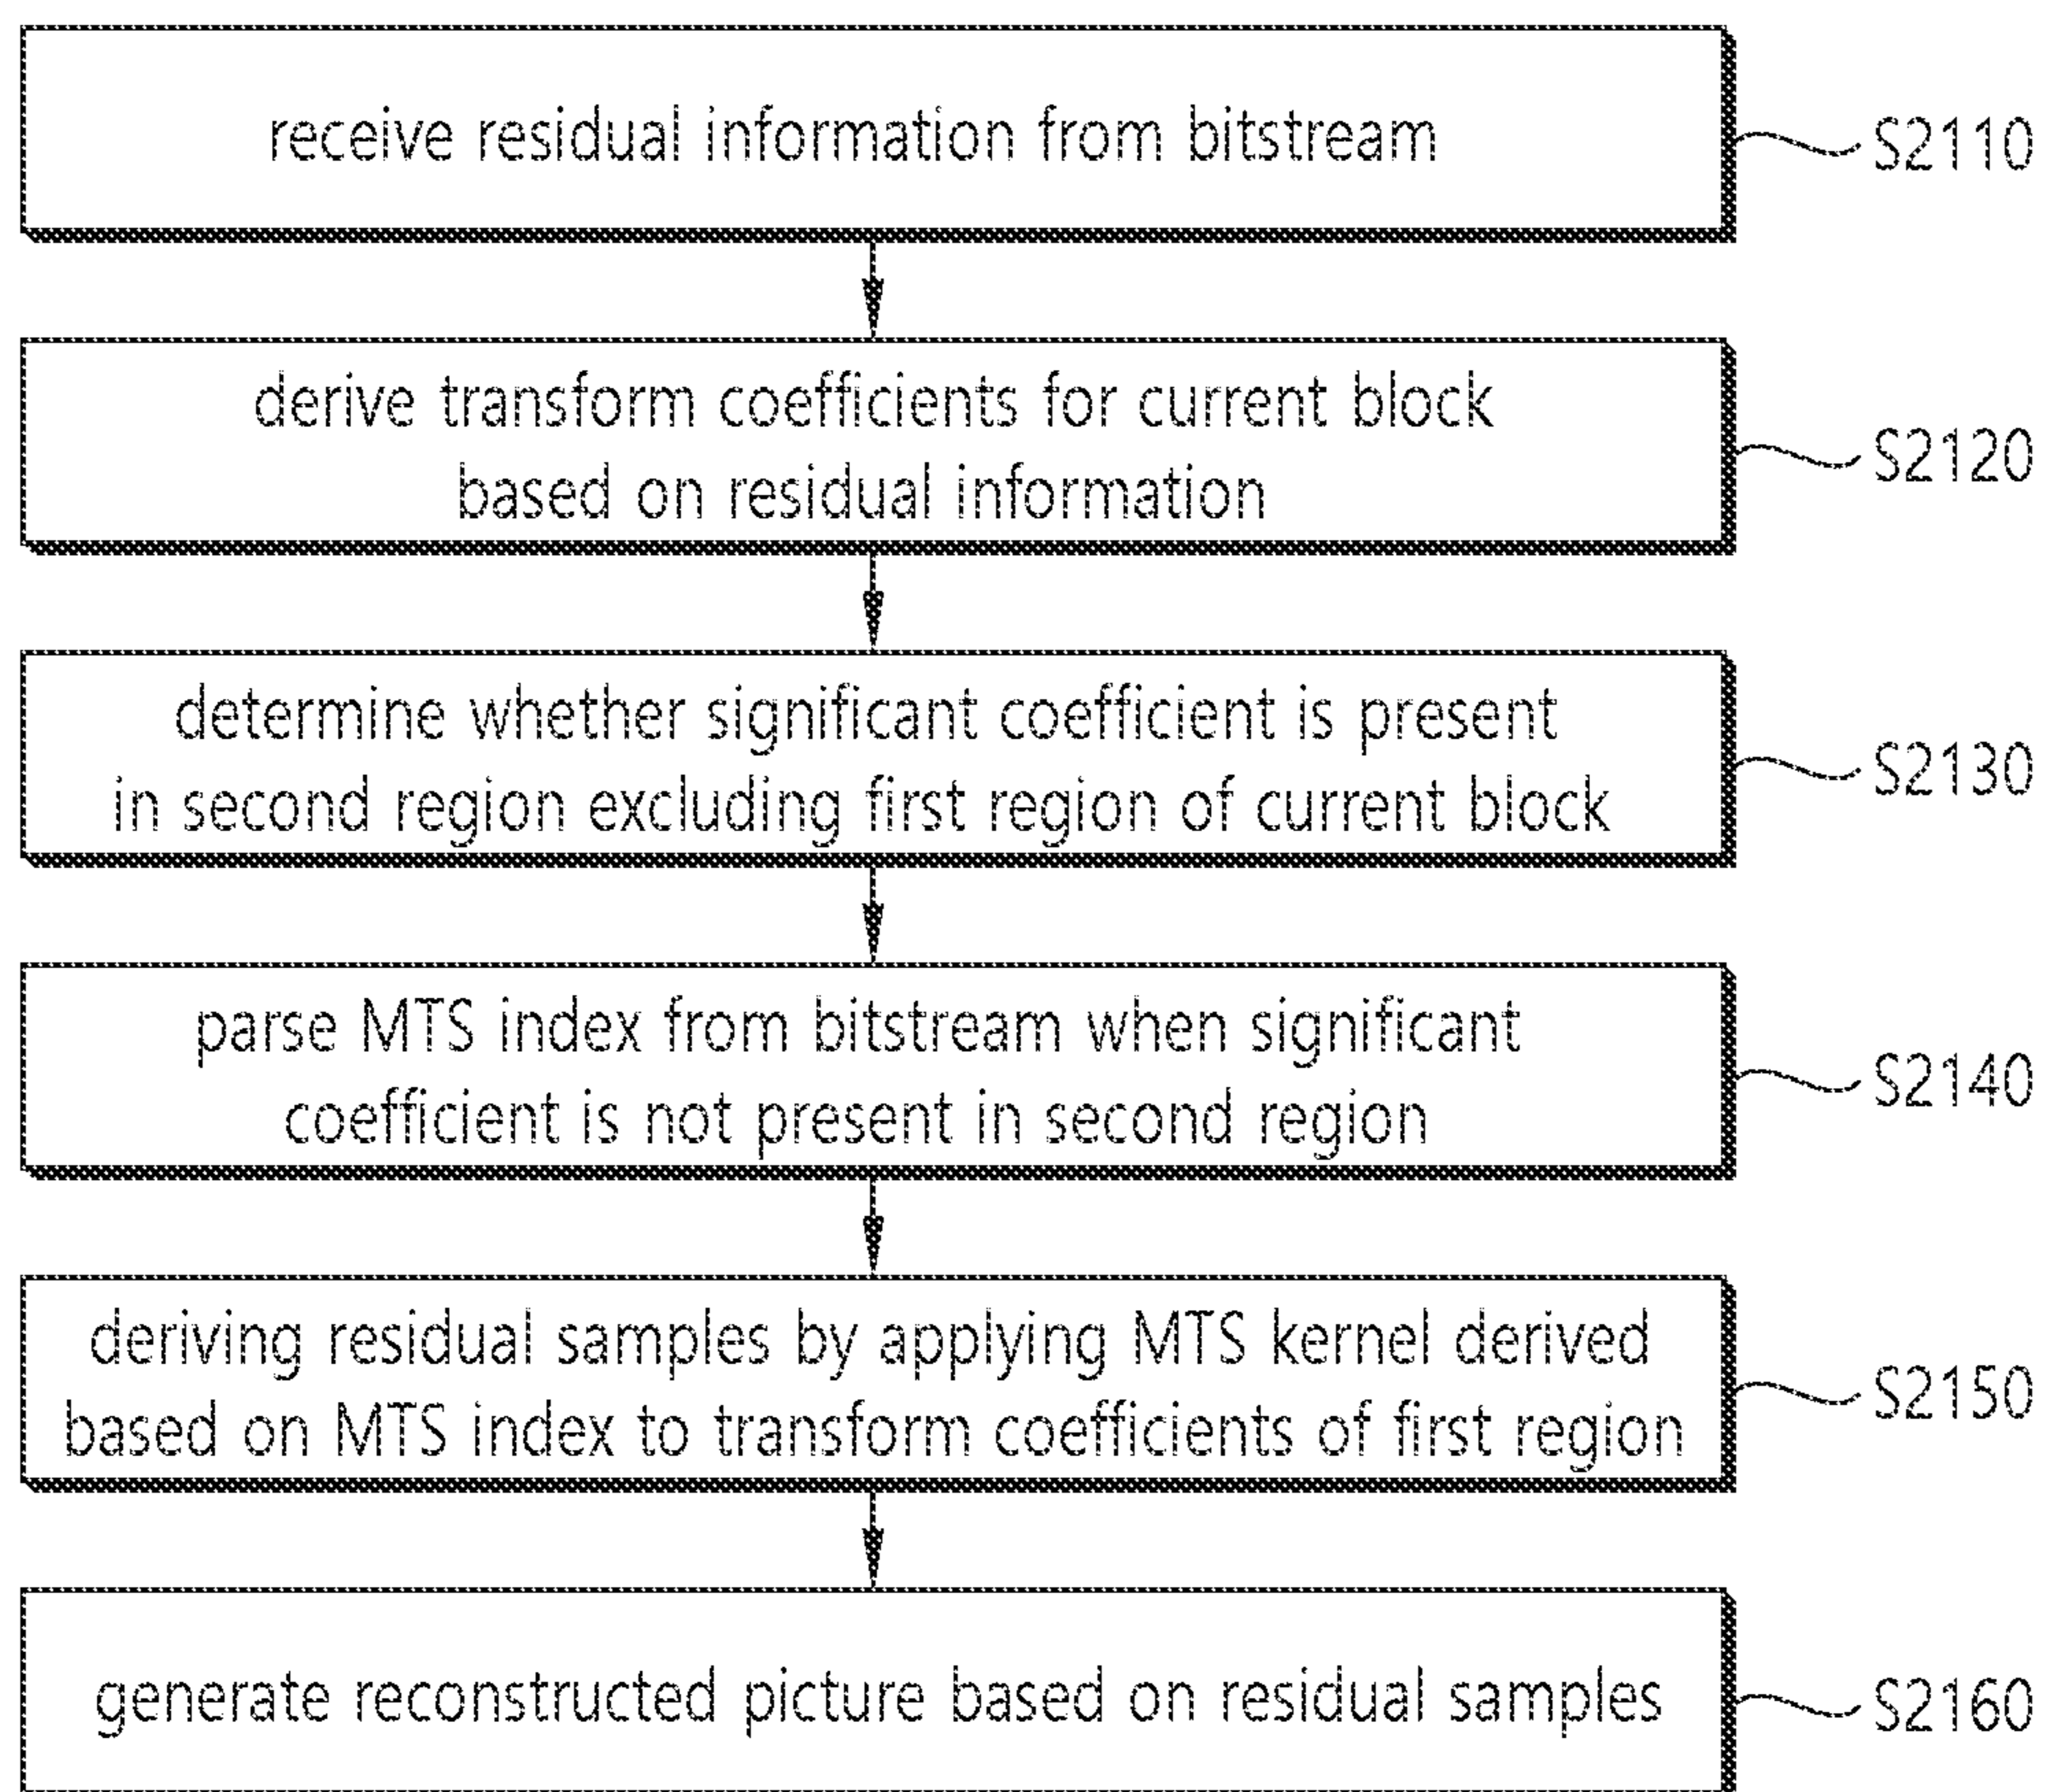 receive residual information from bitstream
S2110
derive transform coefficients for current block
based on residual information
S2120
determine whether significant coefficient is present
in second region excluding first region of current block
S2130
parse MTS index from bitstream when significant
coefficient is not present in second region
S2140
deriving residual samples by applying MTS kernel derived
based on MTS index to transform coefficients of first region
S2150
generate reconstructed picture based on residual samples
S2160